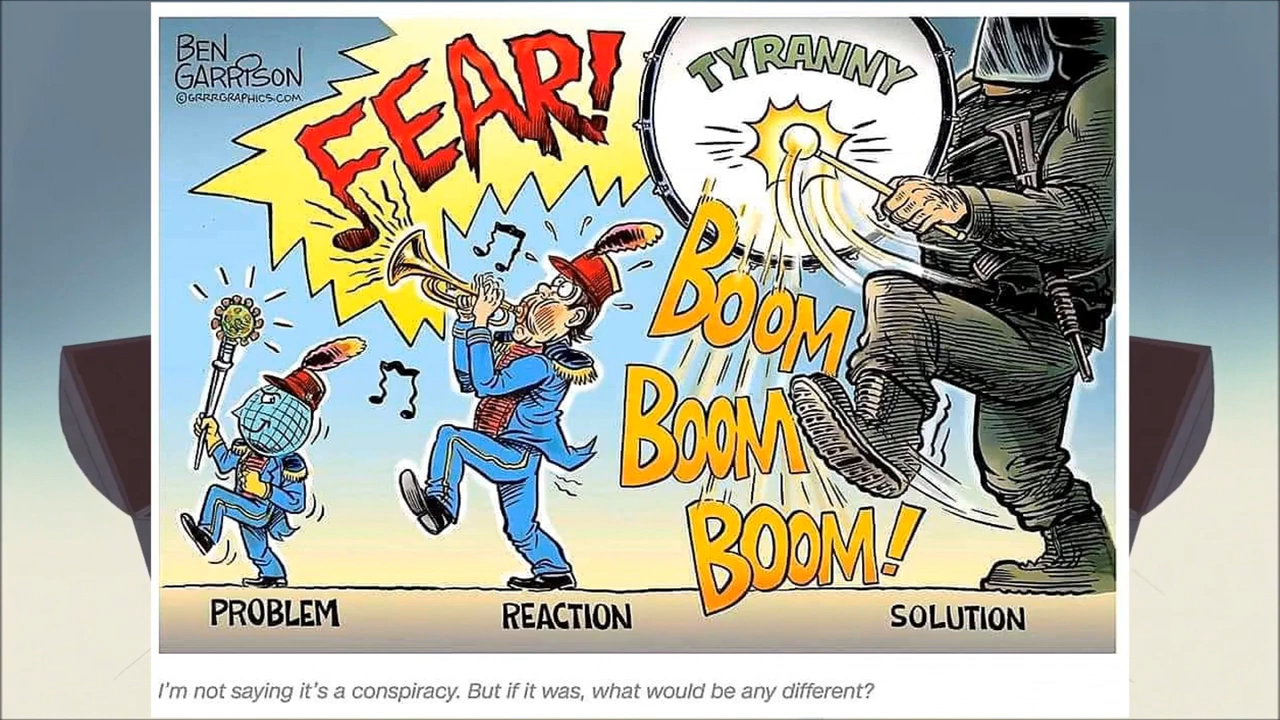 BEN
GARRISON
©GRRRGRAPHICS.COM
FEAR!
TYRANNY
BOOM
BOOM
BOOM!
PROBLEM
REACTION
SOLUTION
I'm not saying it's a conspiracy. But if it was, what would be any different?